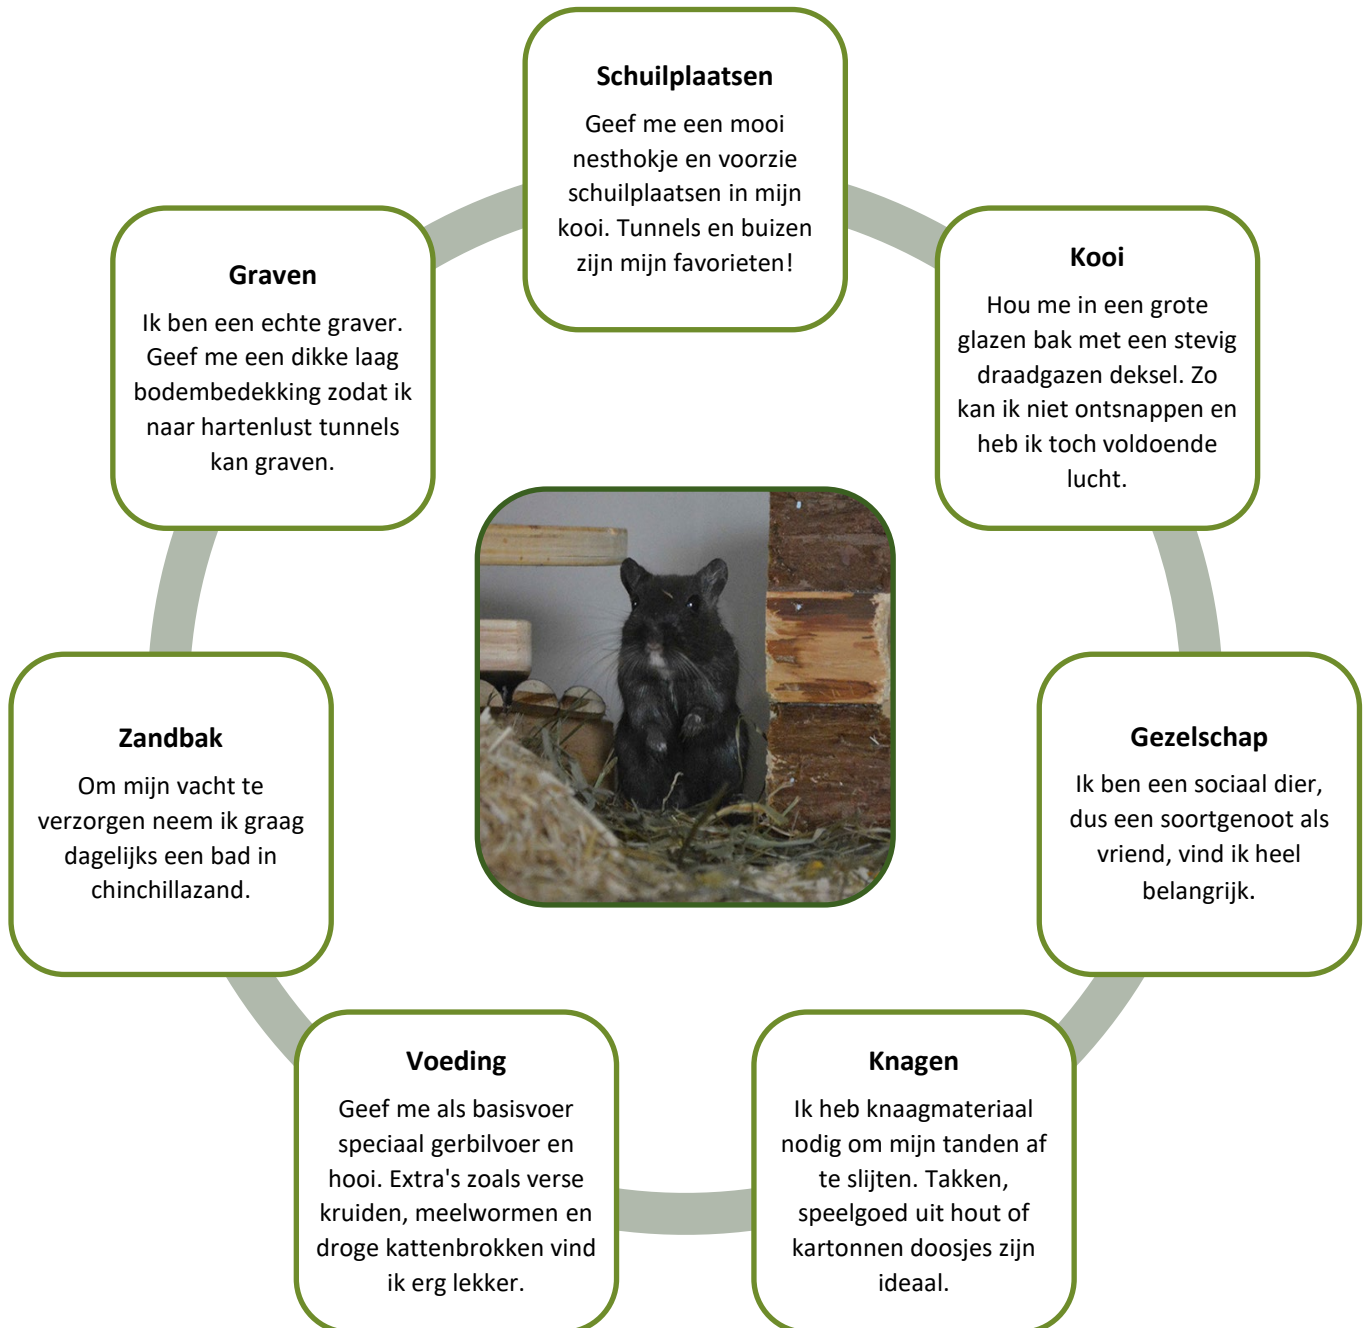 Schuilplaatsen
Geef me een mooi
nesthokje en voorzie
schuilplaatsen in mijn
kooi. Tunnels en buizen
zijn mijn favorieten!
Kooi
Hou me in een grote
glazen bak met een stevig
draadgazen deksel. Zo
kan ik niet ontsnappen en
heb ik toch voldoende
lucht.
Gezelschap
Ik ben een sociaal dier,
dus een soortgenoot als
vriend, vind ik heel
belangrijk.
Knagen
Ik heb knaagmateriaal
nodig om mijn tanden af
te slijten. Takken,
speelgoed uit hout of
kartonnen doosjes zijn
ideaal.
Voeding
Geef me als basisvoer
speciaal gerbilvoer en
hooi. Extra's zoals verse
kruiden, meelwormen en
droge kattenbrokken vind
ik erg lekker.
Zandbak
Om mijn vacht te
verzorgen neem ik graag
dagelijks een bad in
chinchillazand.
Graven
Ik ben een echte graver.
Geef me een dikke laag
bodembedekking zodat ik
naar hartenlust tunnels
kan graven.